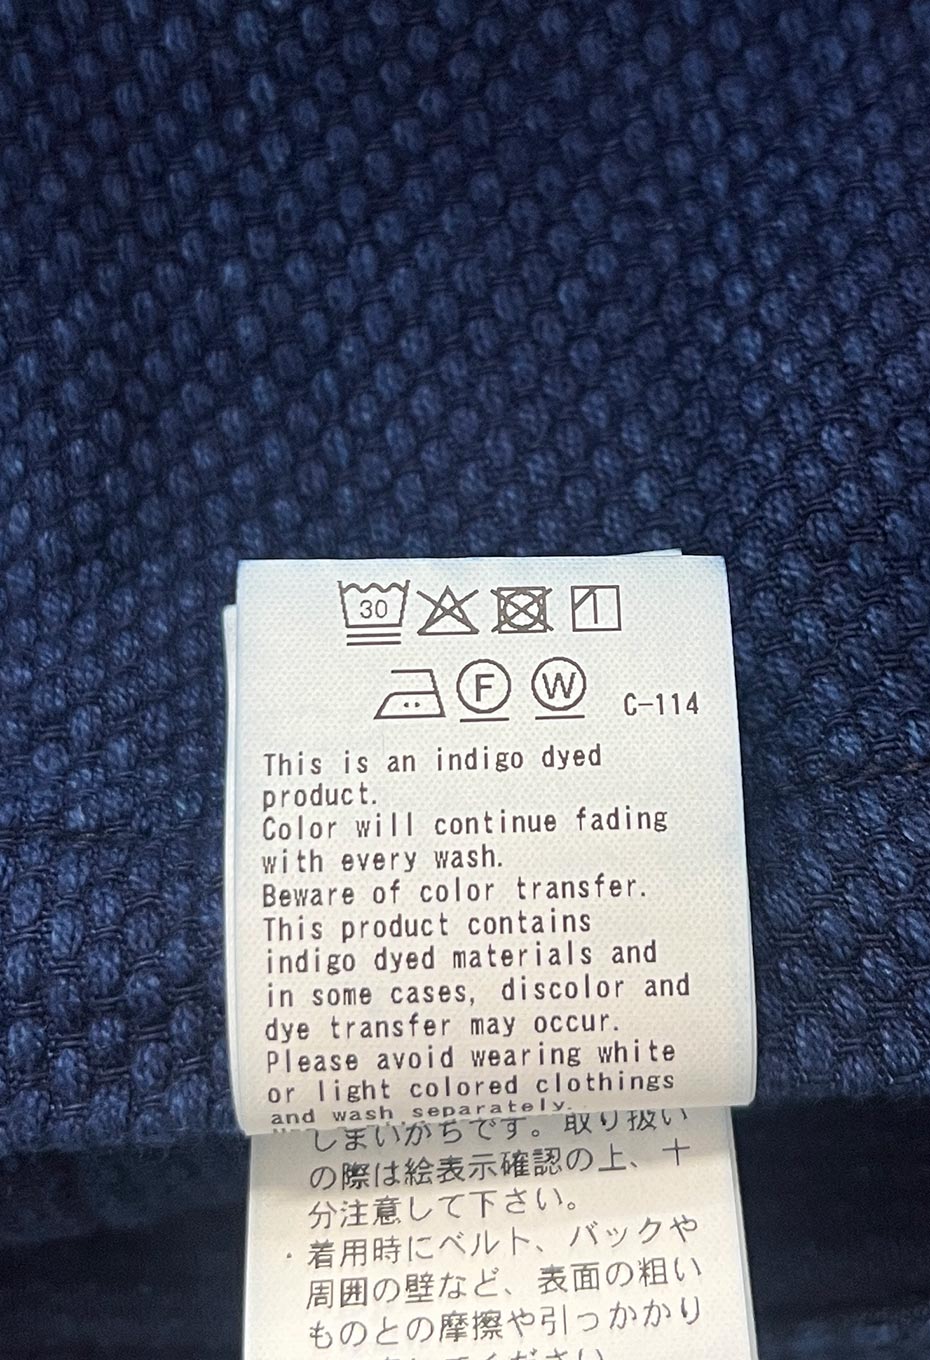 30
F W C-114
This is an indigo dyed
product.
Color will continue fading
with every wash.
Beware of color transfer.
This product contains
indigo dyed materials and
in some cases, discolor and
dye transfer may occur.
Please avoid wearing white
or light colored clothings
and wash separately.
しまいがちです。取り扱い
の際は絵表示確認の上、十
分注意して下さい。
・着用時にベルト、バックや
周囲の壁など、表面の粗い
ものとの摩擦や引っかかり